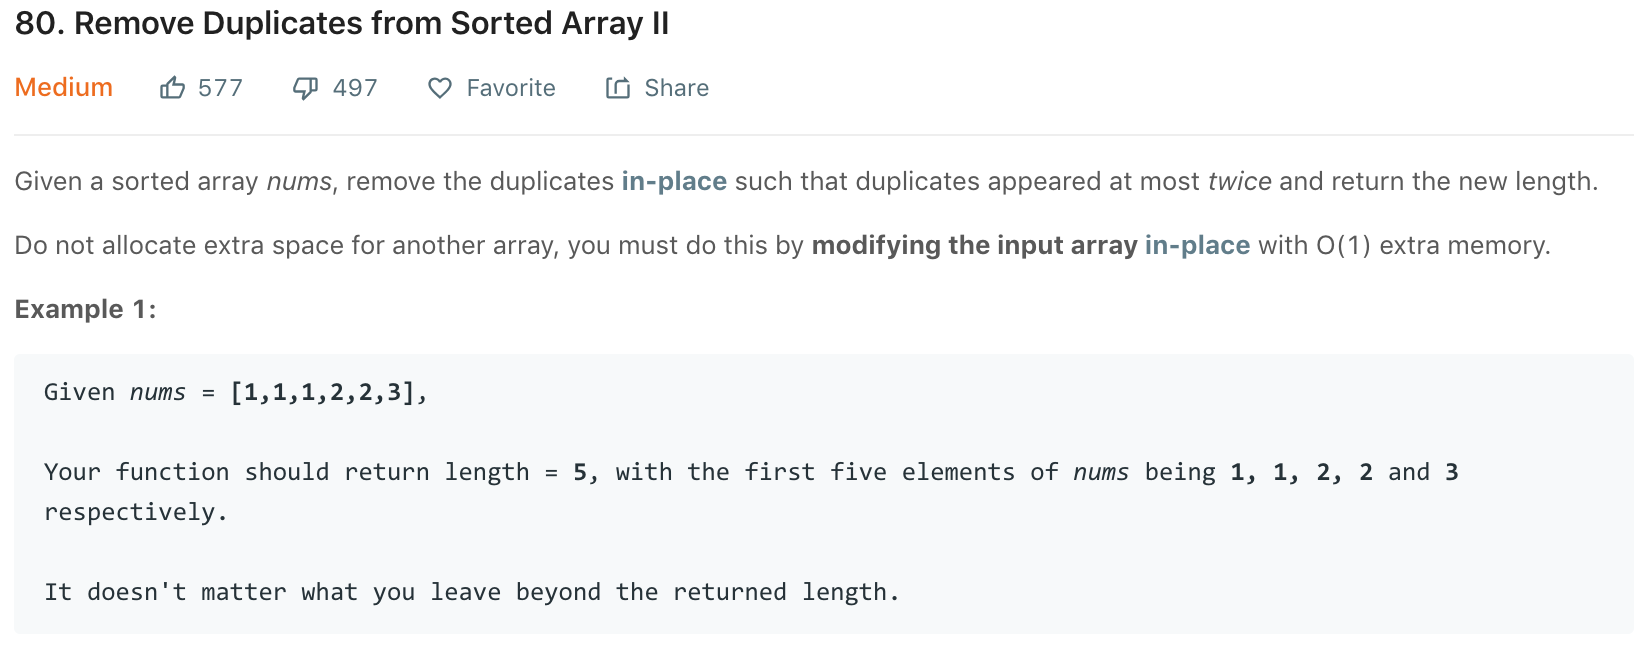 80. Remove Duplicates from Sorted Array II
Medium 577 497 Favorite Share
Given a sorted array nums, remove the duplicates in-place such that duplicates appeared at most twice and return the new length.
Do not allocate extra space for another array, you must do this by modifying the input array in-place with O(1) extra memory.
Example 1:
Given nums = [1,1,1,2,2,3],
Your function should return length = 5, with the first five elements of nums being 1, 1, 2, 2 and 3
respectively.
It doesn't matter what you leave beyond the returned length.